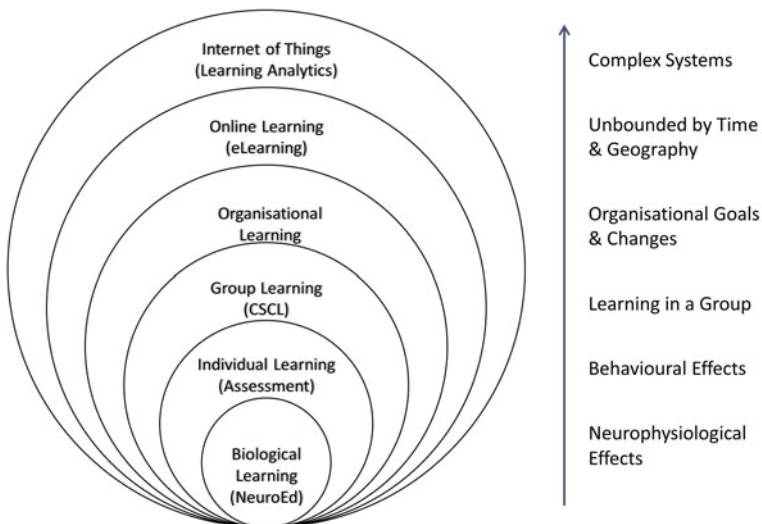 Internet of Things
(Learning Analytics)
Complex Systems
Online Learning
(eLearning)
Unbounded by Time
& Geography
Organisational
Learning
Organisational Goals
& Changes
Group Learning
(CSCL)
Learning in a Group
Individual Learning
(Assessment)
Behavioural Effects
Biological
Learning
(NeuroEd)
Neurophysiological
Effects